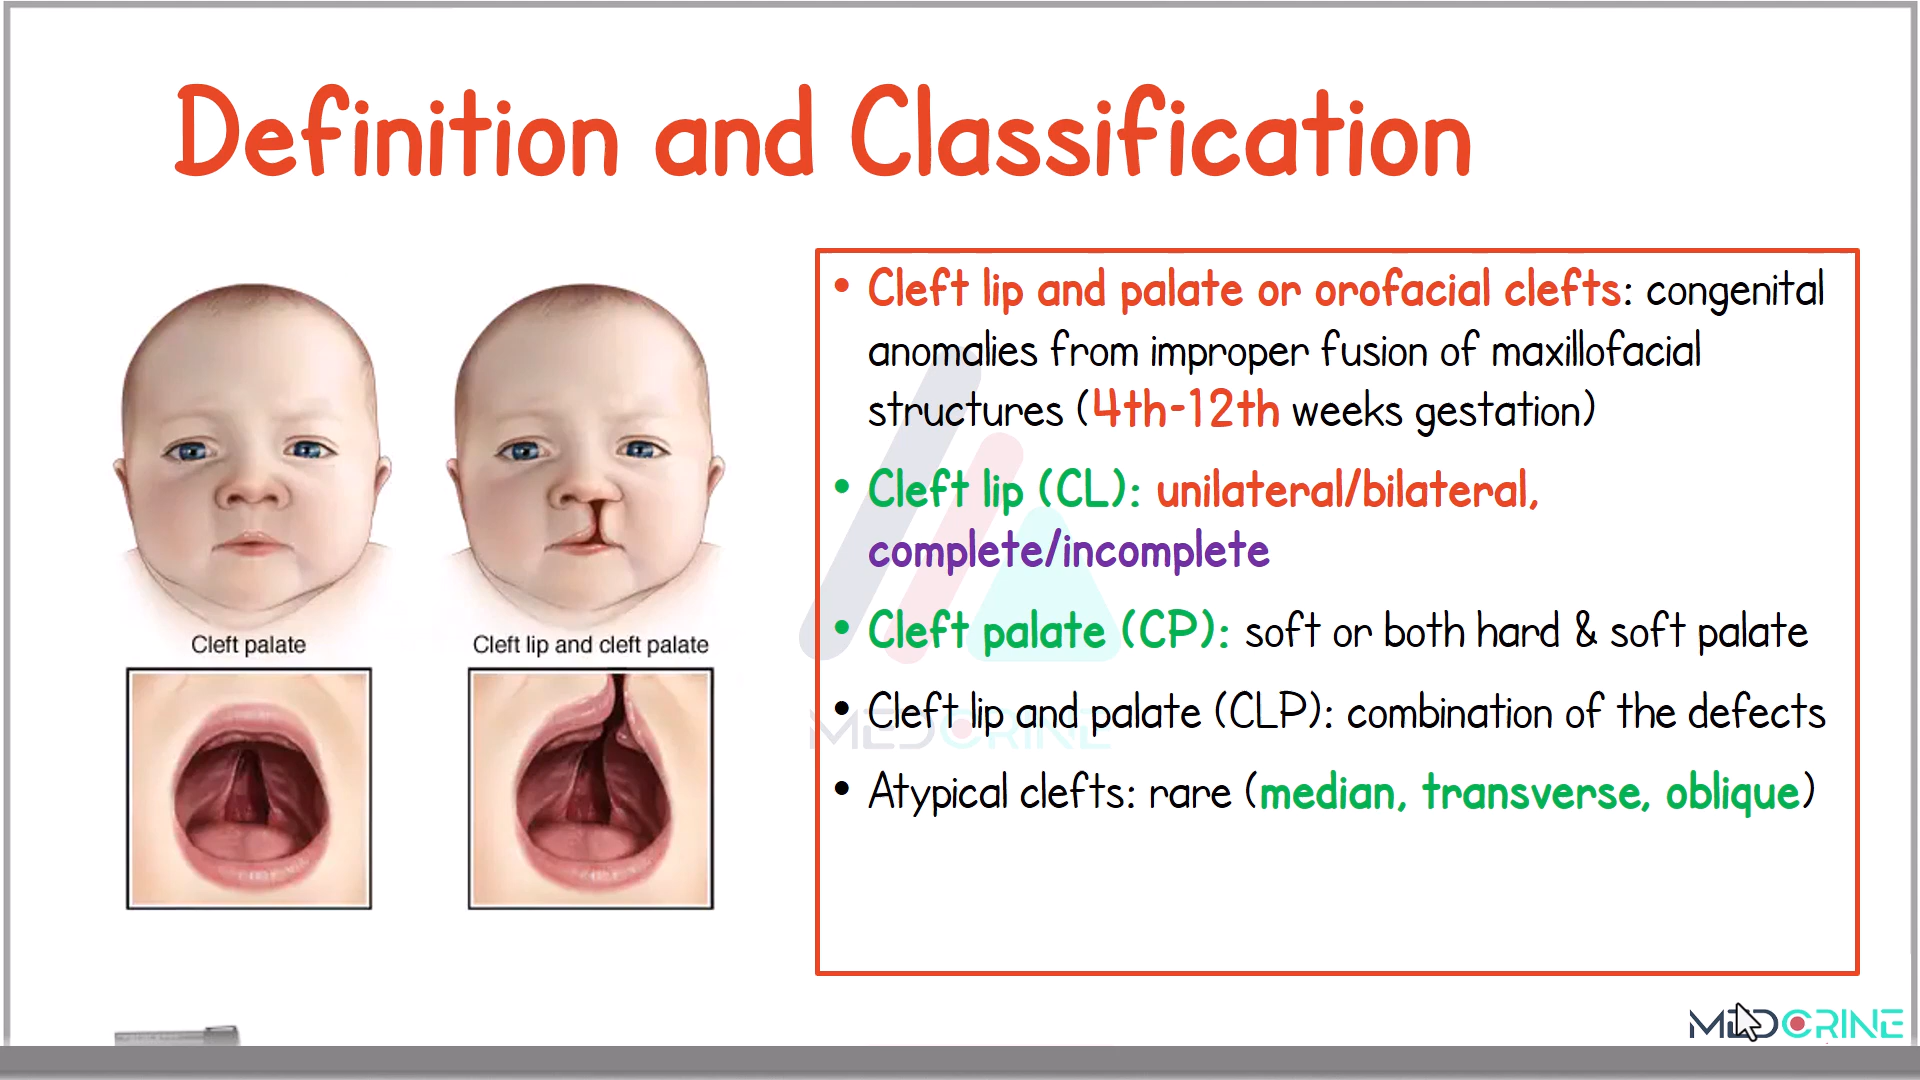 Definition and Classification
• Cleft lip and palate or orofacial clefts: congenital
anomalies from improper fusion of maxillofacial
structures (4th-12th weeks gestation)
• Cleft lip (CL): unilateral/bilateral,
complete/incomplete
• Cleft palate (CP): soft or both hard & soft palate
• Cleft lip and palate (CLP): combination of the defects
• Atypical clefts: rare (median, transverse, oblique)
Cleft palate
Cleft lip and cleft palate
MEDCRINE
MEDCRINE